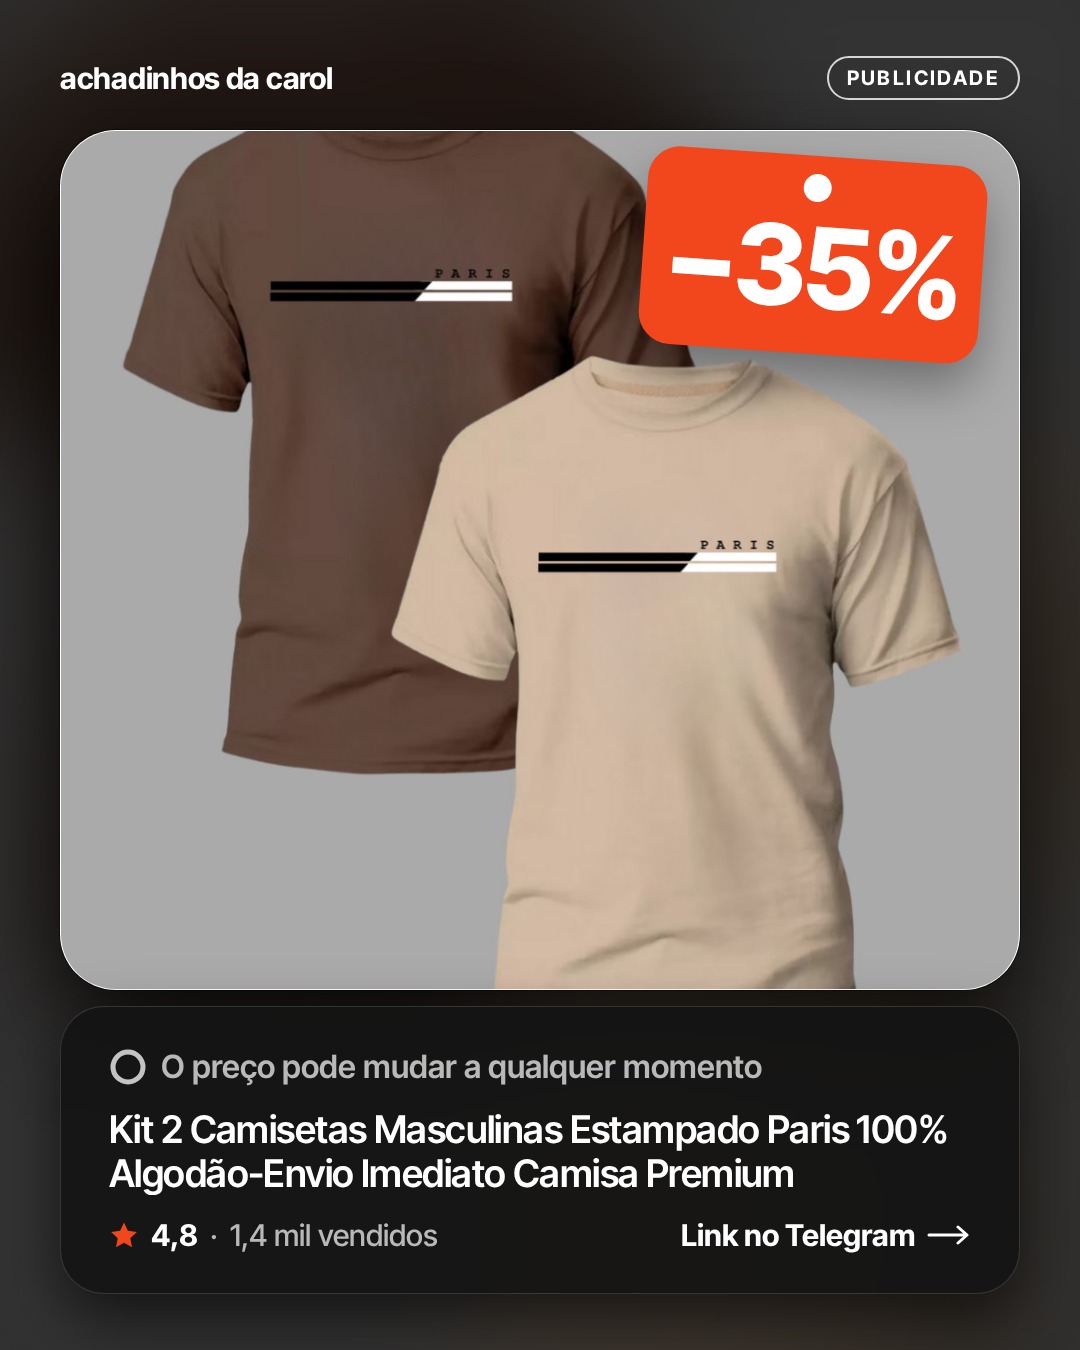 achadinhos da carol
PUBLICIDADE
-35%
PARIS
PARIS
O preço pode mudar a qualquer momento
Kit 2 Camisetas Masculinas Estampado Paris 100%
Algodão-Envio Imediato Camisa Premium
4,8 · 1,4 mil vendidos
Link no Telegram →